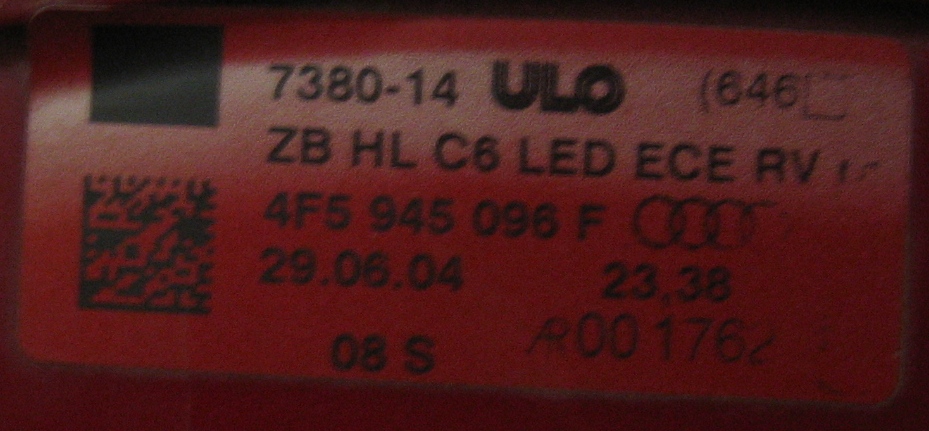 7380-14 ULO (646
ZB HL C6 LED ECE RV
4F5 945 096 F
29.06.04 23,38
08 S 001762